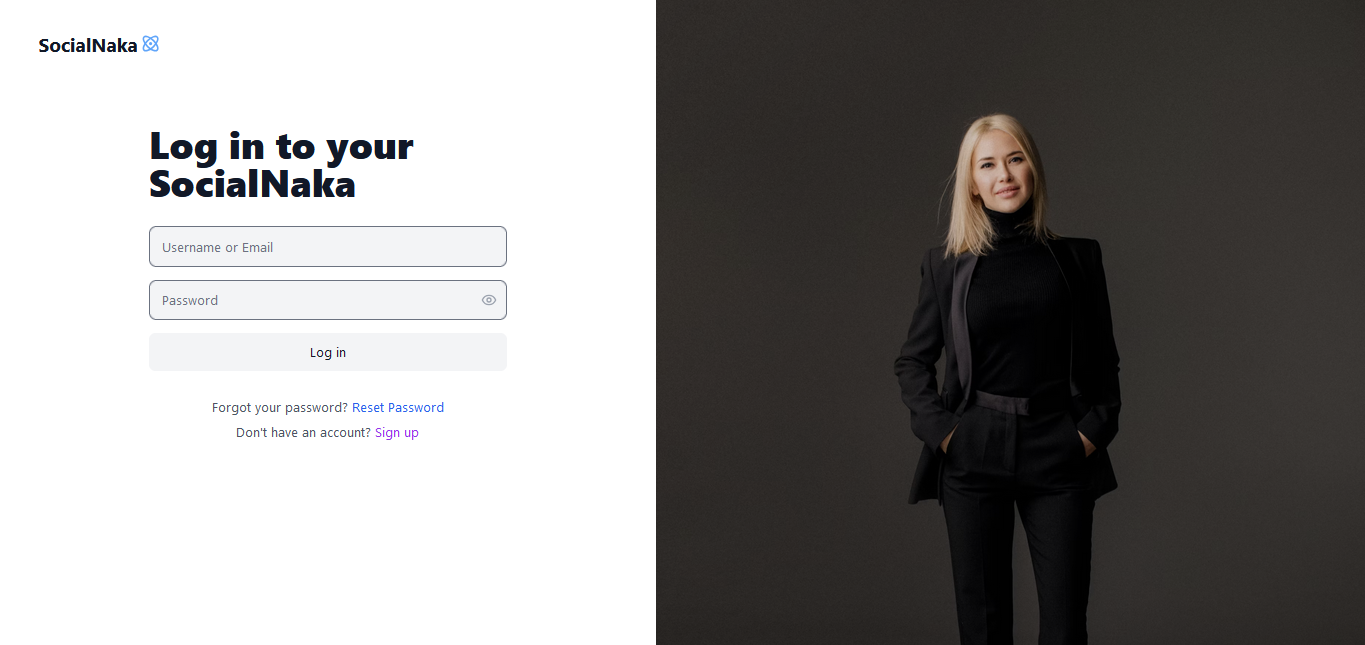 SocialNaka
Log in to your
SocialNaka
Username or Email
Password
Log in
Forgot your password? Reset Password
Don't have an account? Sign up